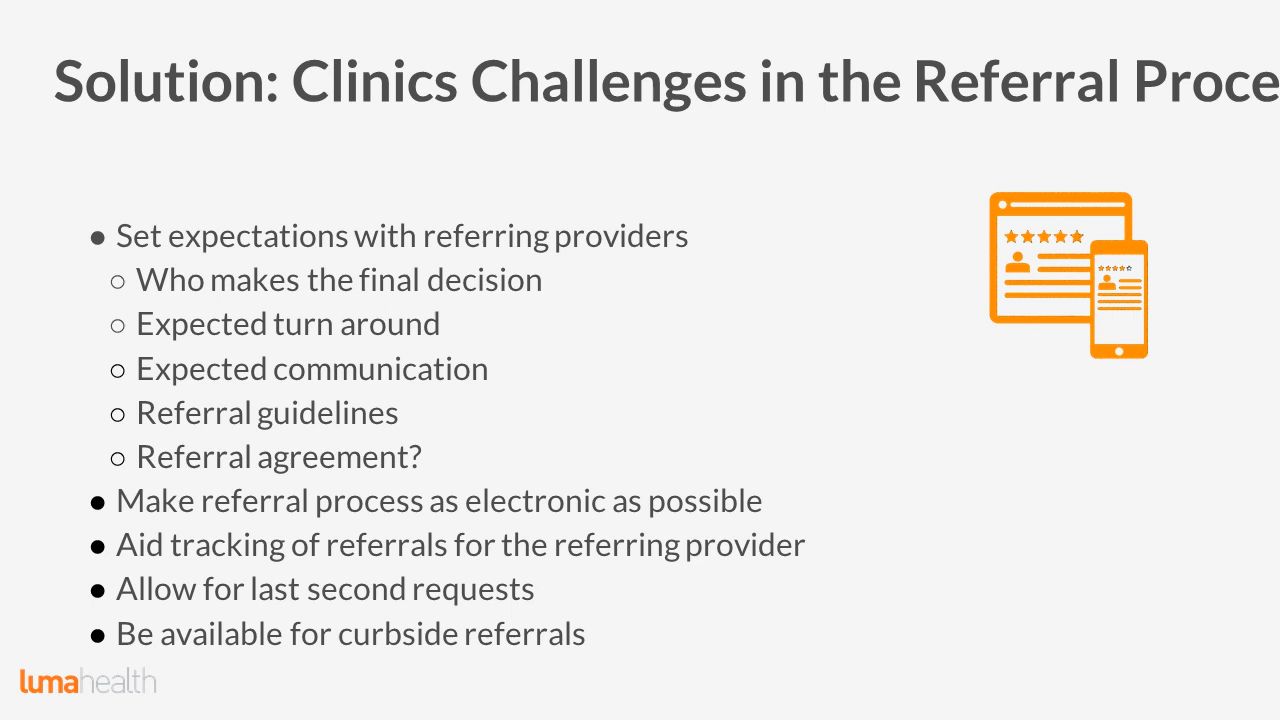 Solution: Clinics Challenges in the Referral Proce
● Set expectations with referring providers
○ Who makes the final decision
○ Expected turn around
○ Expected communication
○ Referral guidelines
○ Referral agreement?
● Make referral process as electronic as possible
● Aid tracking of referrals for the referring provider
● Allow for last second requests
● Be available for curbside referrals
lumahealth